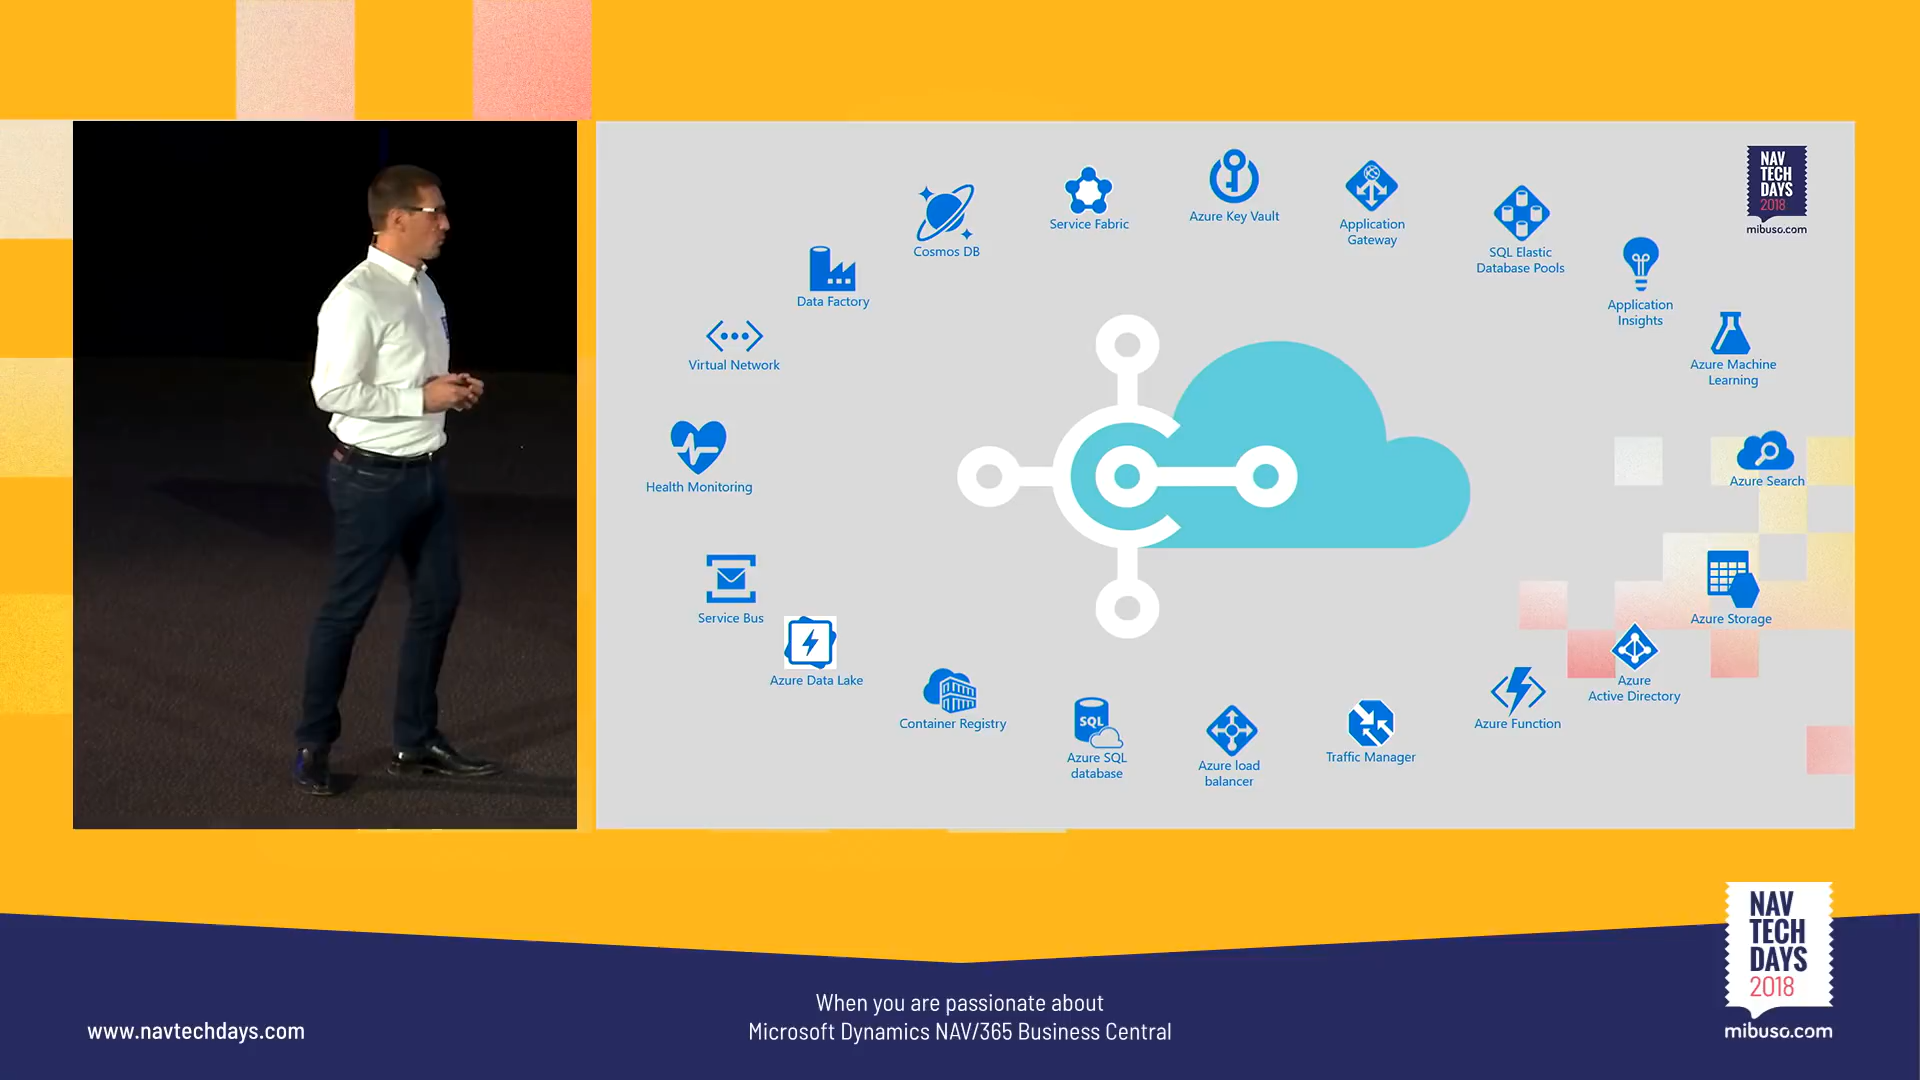 Service Fabric
Azure Key Vault
Application
Gateway
Cosmos DB
SQL Elastic
Database Pools
Data Factory
Application
Insights
Virtual Network
Azure Machine
Learning
Health Monitoring
Azure Search
Service Bus
Azure Storage
Azure Data Lake
Azure
Active Directory
Container Registry
SQL
Azure SQL
database
Azure load
balancer
Traffic Manager
Azure Function
NAV
TECH
DAYS
2018
mibuso.com
www.navtechdays.com
When you are passionate about
Microsoft Dynamics NAV/365 Business Central
NAV
TECH
DAYS
2018
mibuso.com